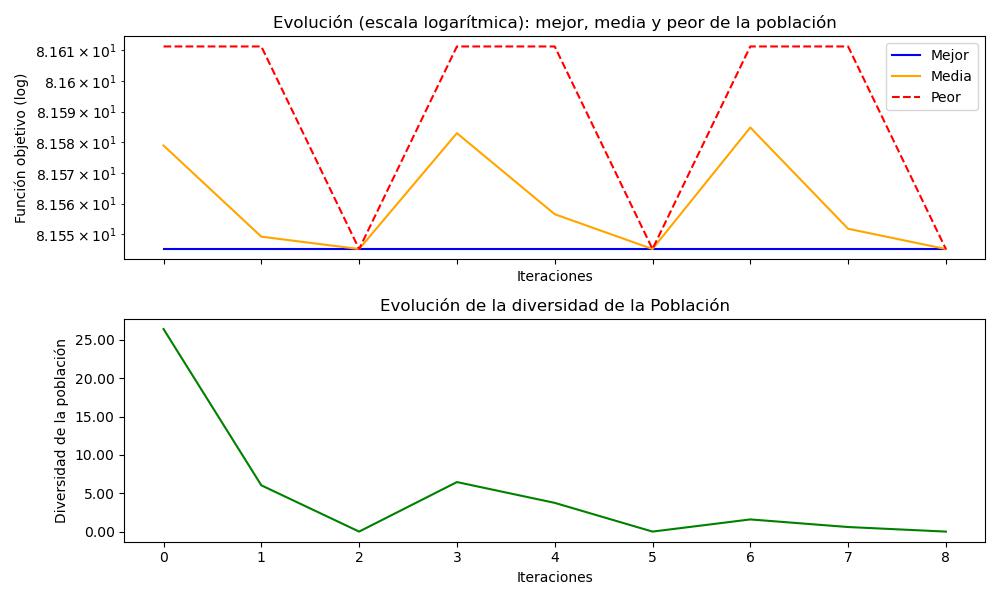 Evolución (escala logarítmica): mejor, media y peor de la población
Función objetivo (log)
8.161 × 10¹
8.16 × 10¹
8.159 × 10¹
8.158 × 10¹
8.157 × 10¹
8.156 × 10¹
8.155 × 10¹
Mejor
Media
Peor
Iteraciones
Evolución de la diversidad de la Población
Diversidad de la población
25.00
20.00
15.00
10.00
5.00
0.00
0 1 2 3 4 5 6 7 8
Iteraciones